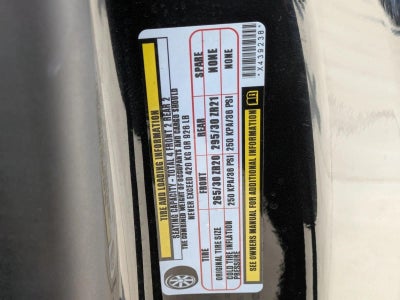 TIRE AND LOADING INFORMATION
SEATING CAPACITY - TOTAL 4 FRONT 2 REAR 2
THE COMBINED WEIGHT OF OCCUPANTS AND CARGO SHOULD
NEVER EXCEED 420 KG OR 926 LB
TIRE FRONT REAR SPARE
ORIGINAL TIRE SIZE 265/30 ZR20 295/30 ZR21 NONE
COLD TIRE INFLATION PRESSURE 250 KPA/36 PSI 250 KPA/36 PSI NONE
SEE OWNERS MANUAL FOR ADDITIONAL INFORMATION
*X439238*